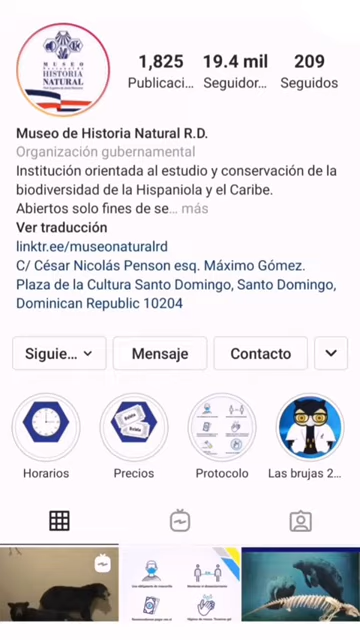 MUSEO
HISTORIA
NATURAL
1,825 19.4 mil 209
Publicaci... Seguidor... Seguidos
Museo de Historia Natural R.D.
Organización gubernamental
Institución orientada al estudio y conservación de la
biodiversidad de la Hispaniola y el Caribe.
Abiertos solo fines de se... más
Ver traducción
linktr.ee/museonaturalrd
C/ César Nicolás Penson esq. Máximo Gómez.
Plaza de la Cultura Santo Domingo, Santo Domingo,
Dominican Republic 10204
Siguie... Mensaje Contacto
Boleto
Boleto
Horarios Precios Protocolo Las brujas 2...